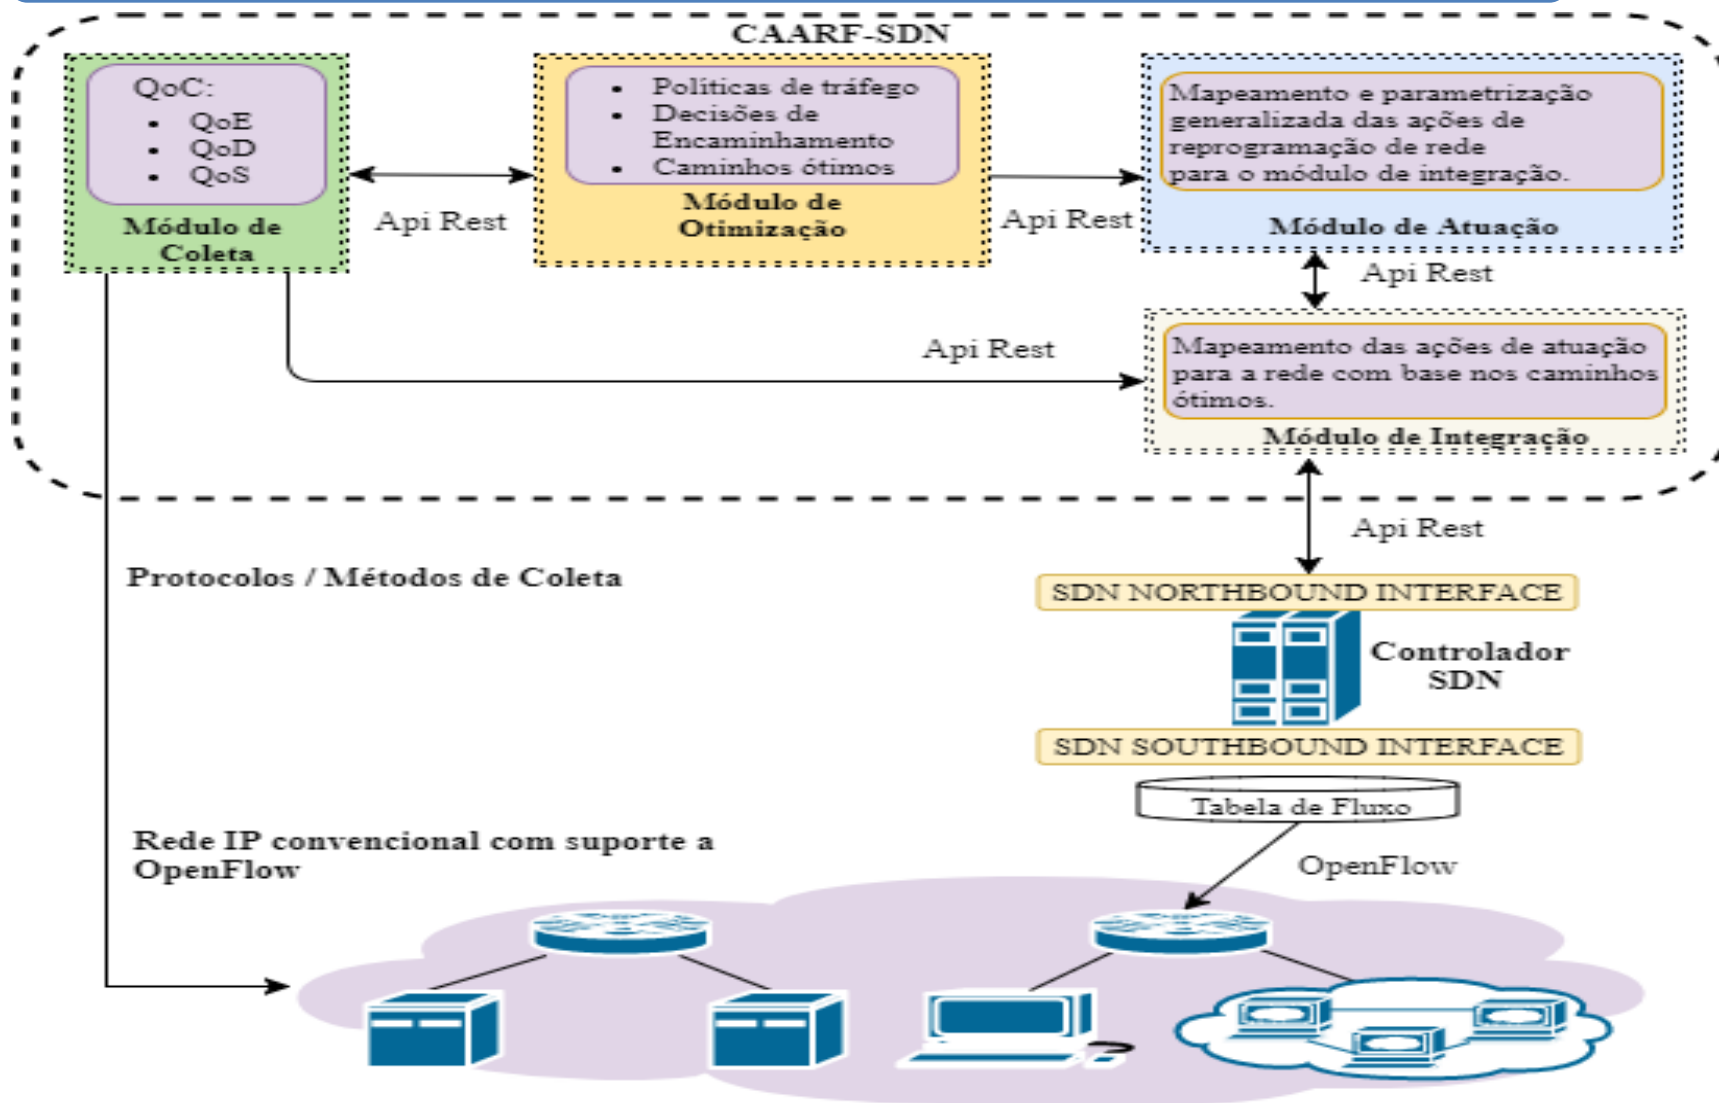 CAARF-SDN
QoC:
• QoE
• QoD
• QoS
Módulo de
Coleta
Api Rest
• Políticas de tráfego
• Decisões de
Encaminhamento
• Caminhos ótimos
Módulo de
Otimização
Api Rest
Mapeamento e parametrização
generalizada das ações de
reprogramação de rede
para o módulo de integração.
Módulo de Atuação
Api Rest
Api Rest
Mapeamento das ações de atuação
para a rede com base nos caminhos
ótimos.
Módulo de Integração
Api Rest
Protocolos / Métodos de Coleta
SDN NORTHBOUND INTERFACE
Controlador
SDN
SDN SOUTHBOUND INTERFACE
Tabela de Fluxo
Rede IP convencional com suporte a
OpenFlow
OpenFlow
?